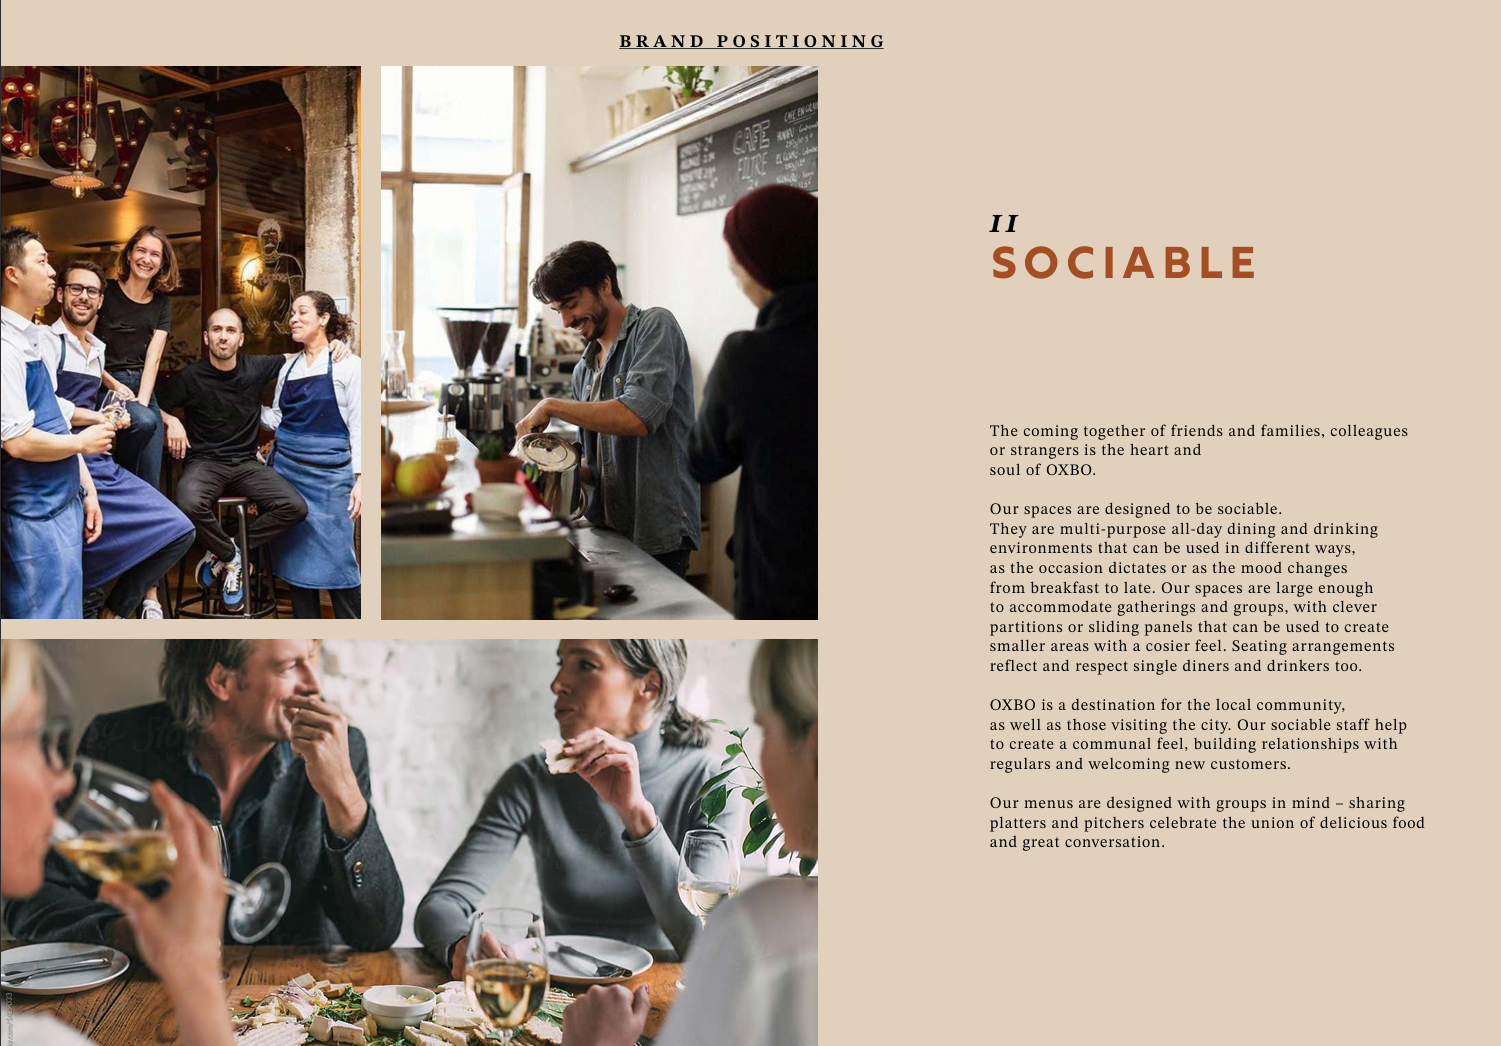 BRAND POSITIONING
OY'S
CAFE
FILTRE
II
SOCIABLE
The coming together of friends and families, colleagues
or strangers is the heart and
soul of OXBO.
Our spaces are designed to be sociable.
They are multi-purpose all-day dining and drinking
environments that can be used in different ways,
as the occasion dictates or as the mood changes
from breakfast to late. Our spaces are large enough
to accommodate gatherings and groups, with clever
partitions or sliding panels that can be used to create
smaller areas with a cosier feel. Seating arrangements
reflect and respect single diners and drinkers too.
OXBO is a destination for the local community,
as well as those visiting the city. Our sociable staff help
to create a communal feel, building relationships with
regulars and welcoming new customers.
Our menus are designed with groups in mind – sharing
platters and pitchers celebrate the union of delicious food
and great conversation.